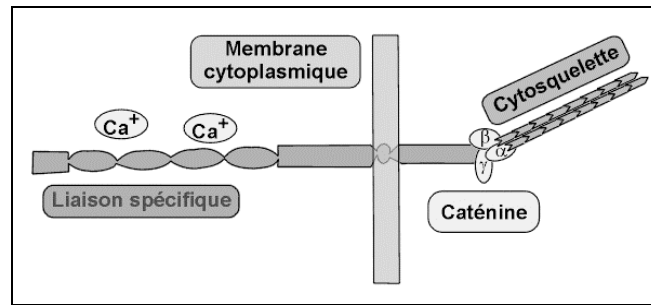 Membrane
cytoplasmique
Cytosquelette
Ca+
Ca+
β
α
γ
Liaison spécifique
Caténine